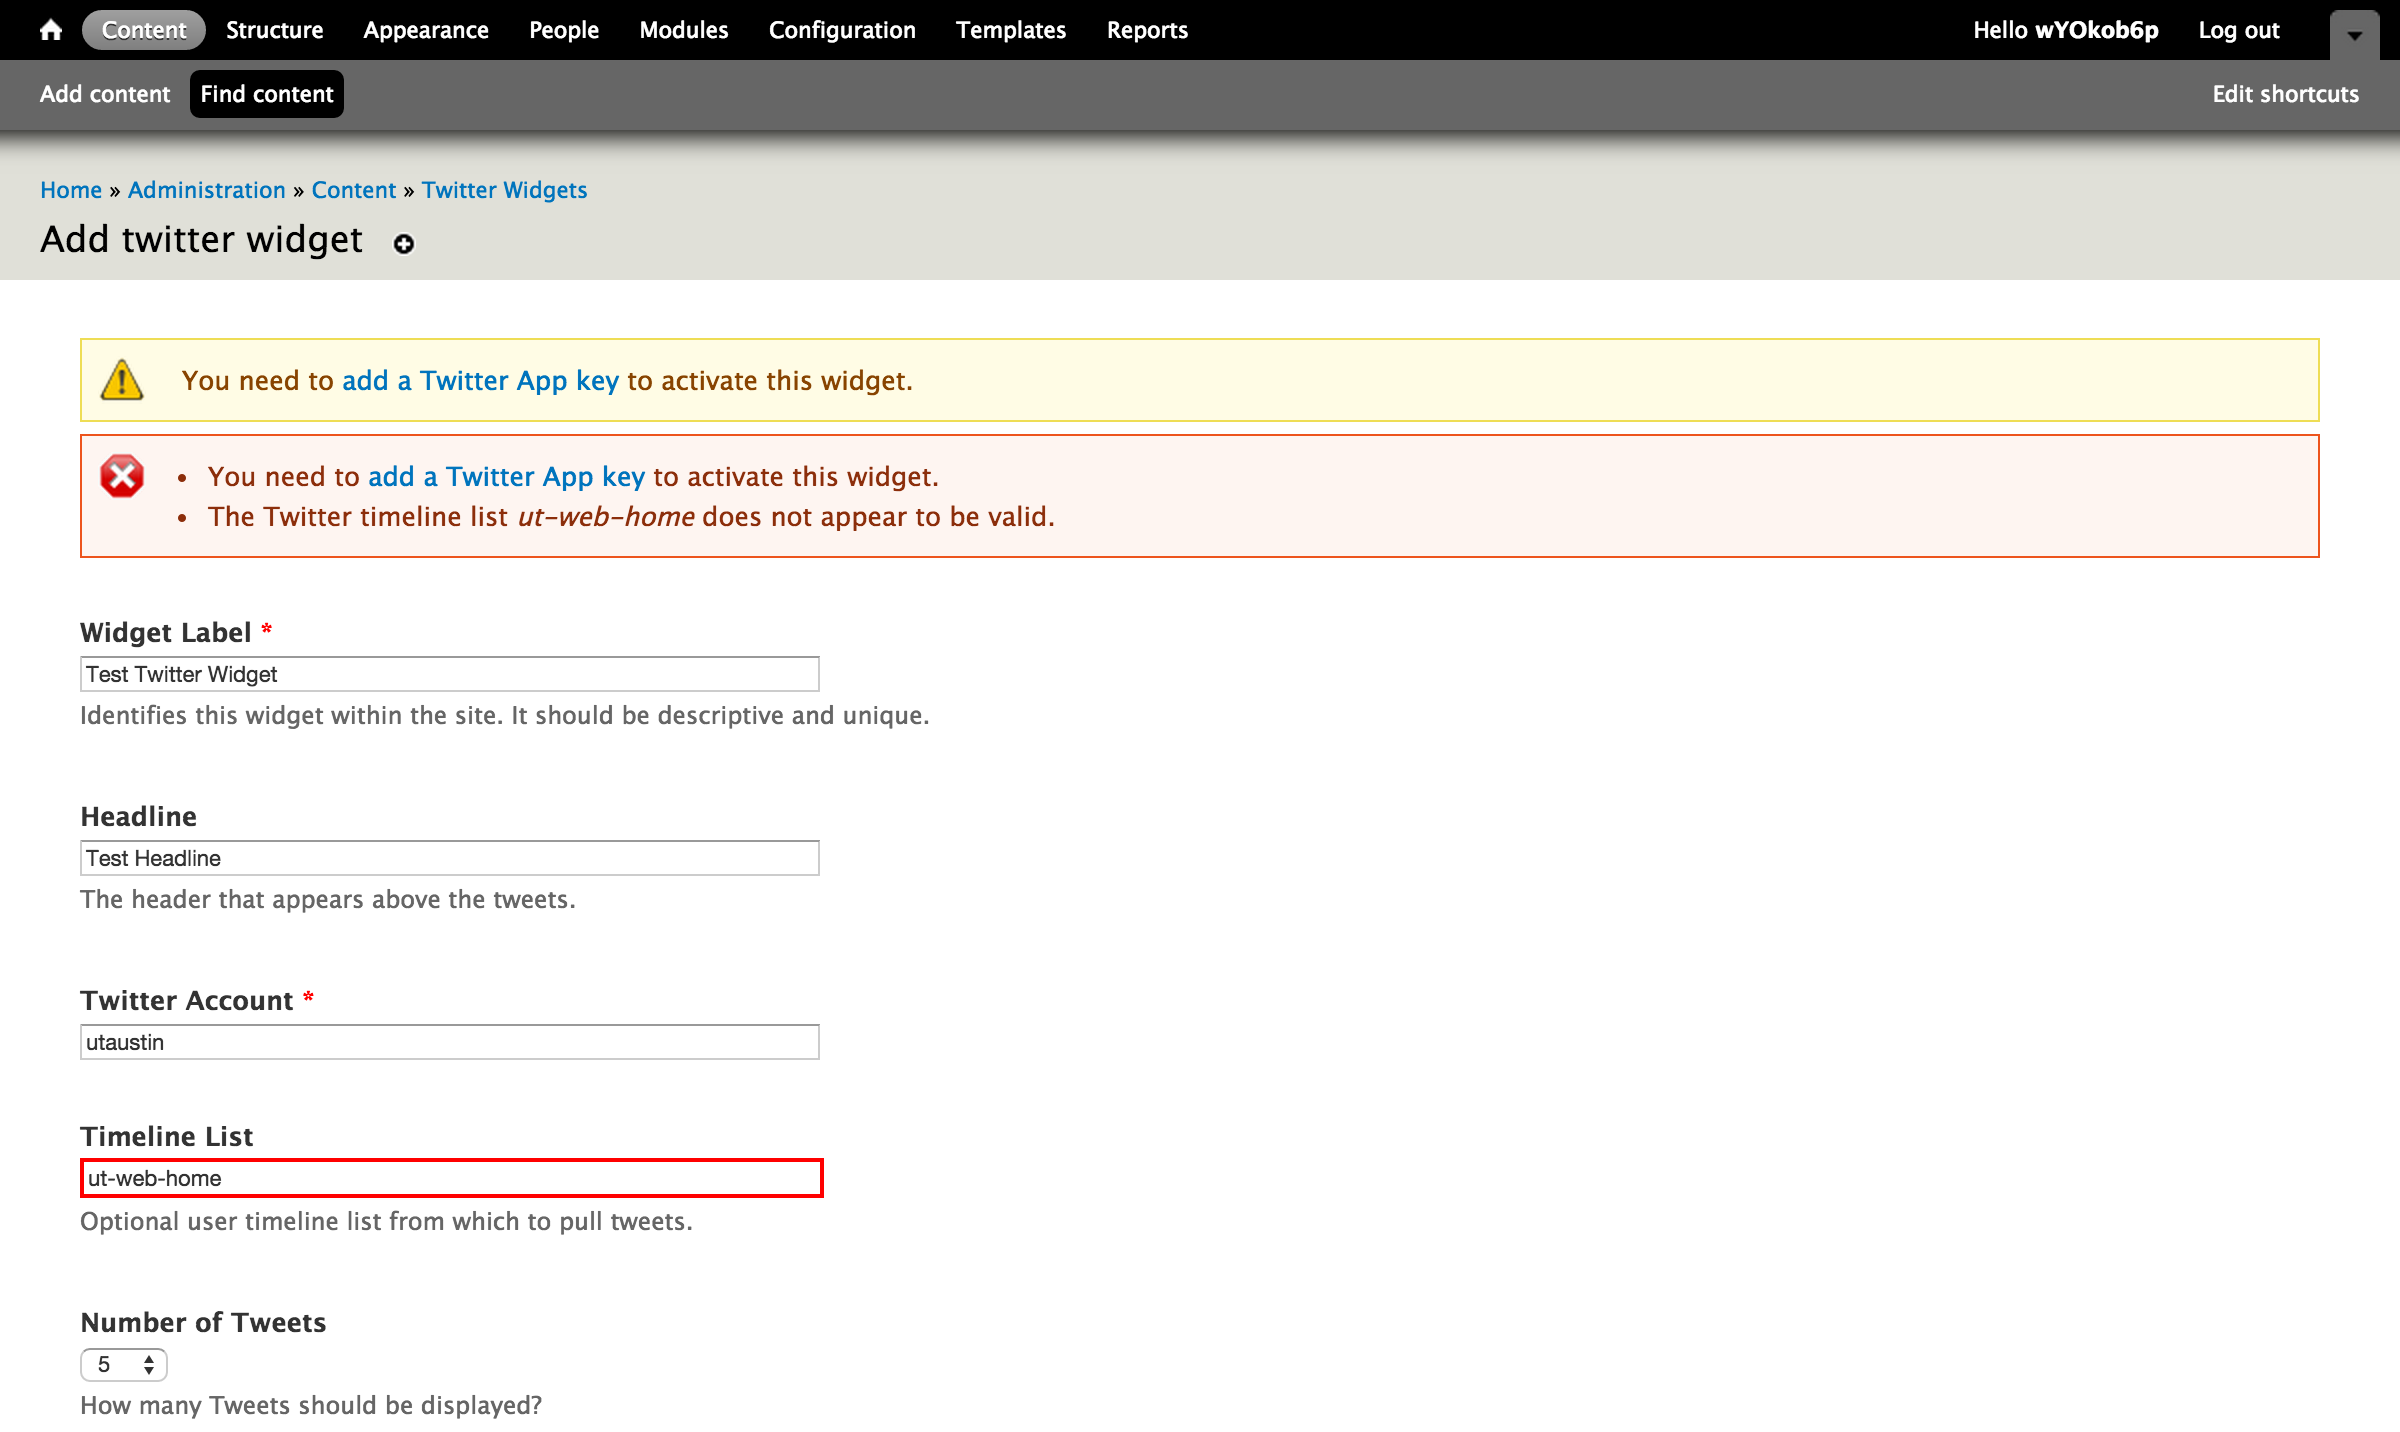 Content Structure Appearance People Modules Configuration Templates Reports Hello wYOkob6p Log out
Add content Find content Edit shortcuts
Home » Administration » Content » Twitter Widgets
Add twitter widget
You need to add a Twitter App key to activate this widget.
• You need to add a Twitter App key to activate this widget.
• The Twitter timeline list ut-web-home does not appear to be valid.
Widget Label *
Test Twitter Widget
Identifies this widget within the site. It should be descriptive and unique.
Headline
Test Headline
The header that appears above the tweets.
Twitter Account *
utaustin
Timeline List
ut-web-home
Optional user timeline list from which to pull tweets.
Number of Tweets
5
How many Tweets should be displayed?